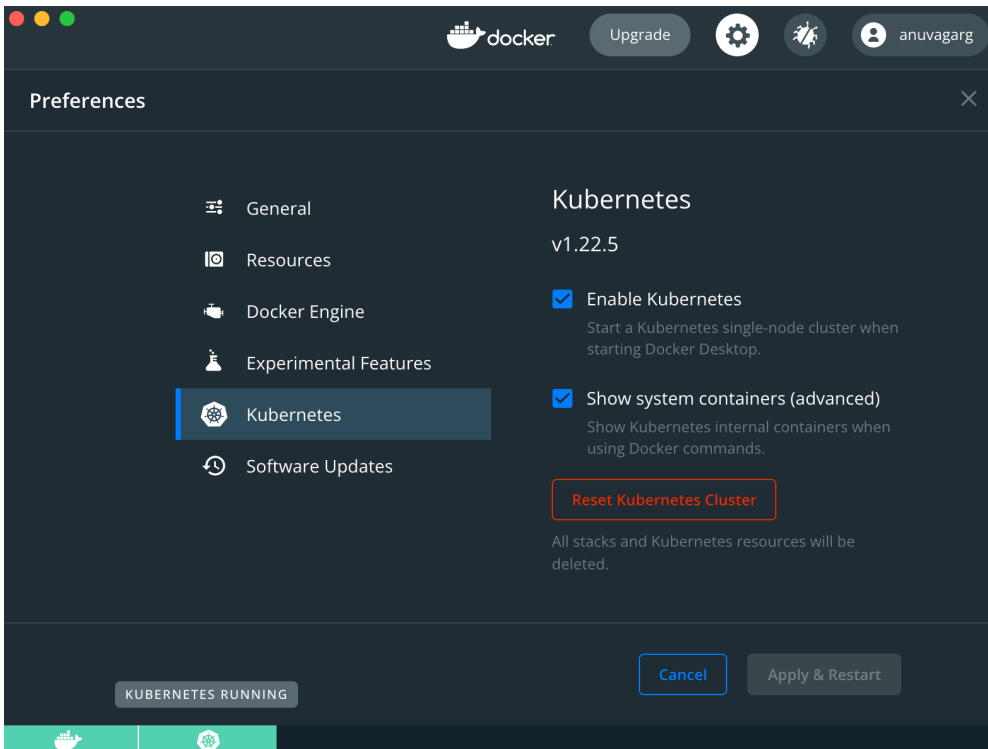 docker
Upgrade
anuvagarg
Preferences
General
Resources
Docker Engine
Experimental Features
Kubernetes
Software Updates
Kubernetes
v1.22.5
Enable Kubernetes
Start a Kubernetes single-node cluster when
starting Docker Desktop.
Show system containers (advanced)
Show Kubernetes internal containers when
using Docker commands.
Reset Kubernetes Cluster
All stacks and Kubernetes resources will be
deleted.
Cancel
Apply & Restart
KUBERNETES RUNNING